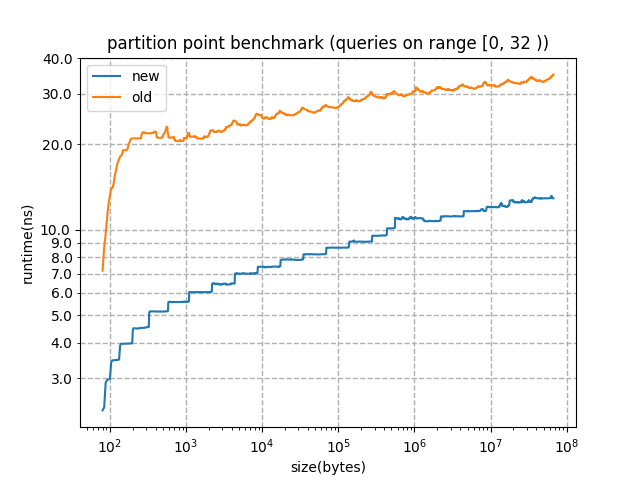 partition point benchmark (queries on range [0, 32 ))
new
old
runtime(ns)
40.0
30.0
20.0
10.0
9.0
8.0
7.0
6.0
5.0
4.0
3.0
10² 10³ 10⁴ 10⁵ 10⁶ 10⁷ 10⁸
size(bytes)